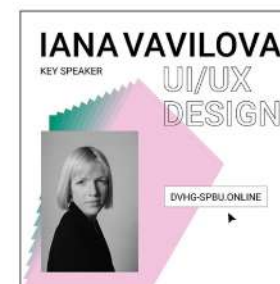 IANA VAVILOVA
KEY SPEAKER
UI/UX
DESIGN
DVHG-SPBU.ONLINE